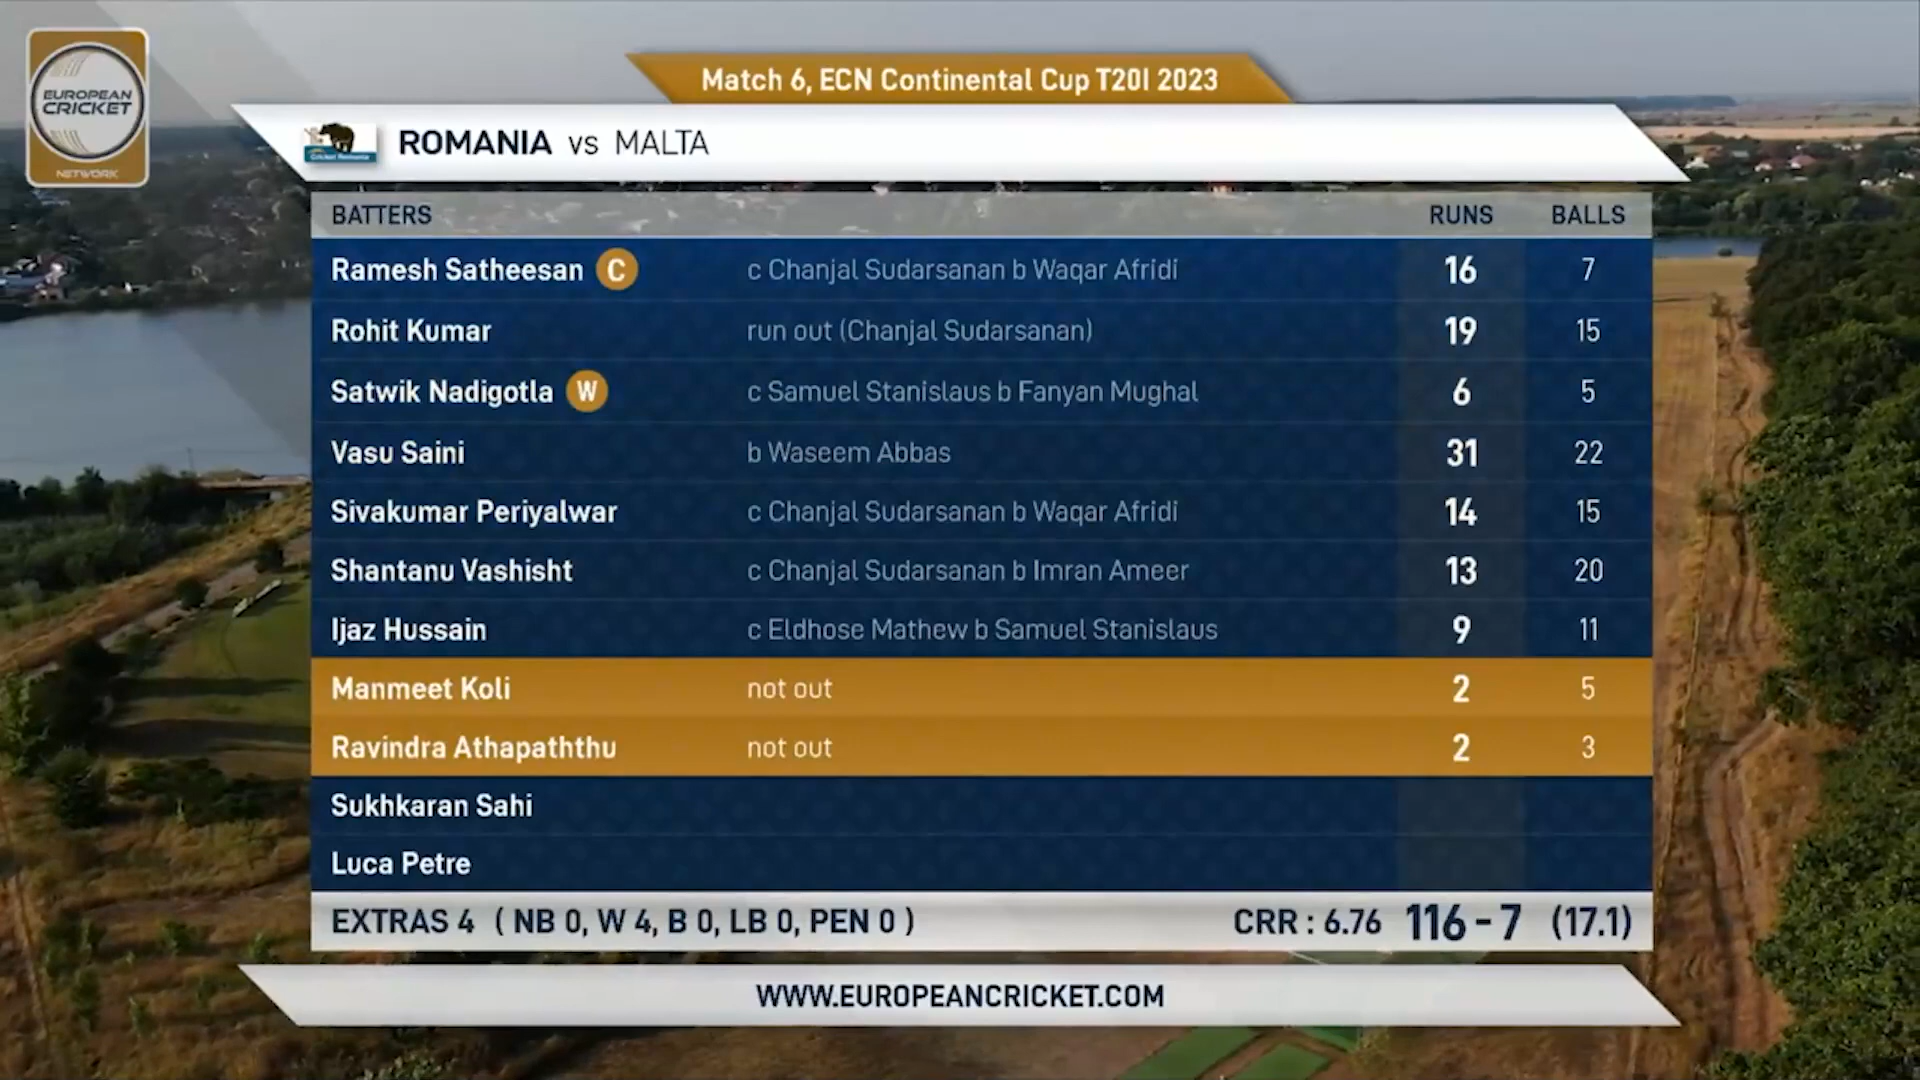 EUROPEAN
CRICKET
NETWORK
Match 6, ECN Continental Cup T20I 2023
Cricket Romania
ROMANIA vs MALTA
BATTERS RUNS BALLS
Ramesh Satheesan C c Chanjal Sudarsanan b Waqar Afridi 16 7
Rohit Kumar run out (Chanjal Sudarsanan) 19 15
Satwik Nadigotla W c Samuel Stanislaus b Fanyan Mughal 6 5
Vasu Saini b Waseem Abbas 31 22
Sivakumar Periyalwar c Chanjal Sudarsanan b Waqar Afridi 14 15
Shantanu Vashisht c Chanjal Sudarsanan b Imran Ameer 13 20
Ijaz Hussain c Eldhose Mathew b Samuel Stanislaus 9 11
Manmeet Koli not out 2 5
Ravindra Athapaththu not out 2 3
Sukhkaran Sahi
Luca Petre
EXTRAS 4 ( NB 0, W 4, B 0, LB 0, PEN 0 ) CRR : 6.76 116 - 7 (17.1)
WWW.EUROPEANCRICKET.COM